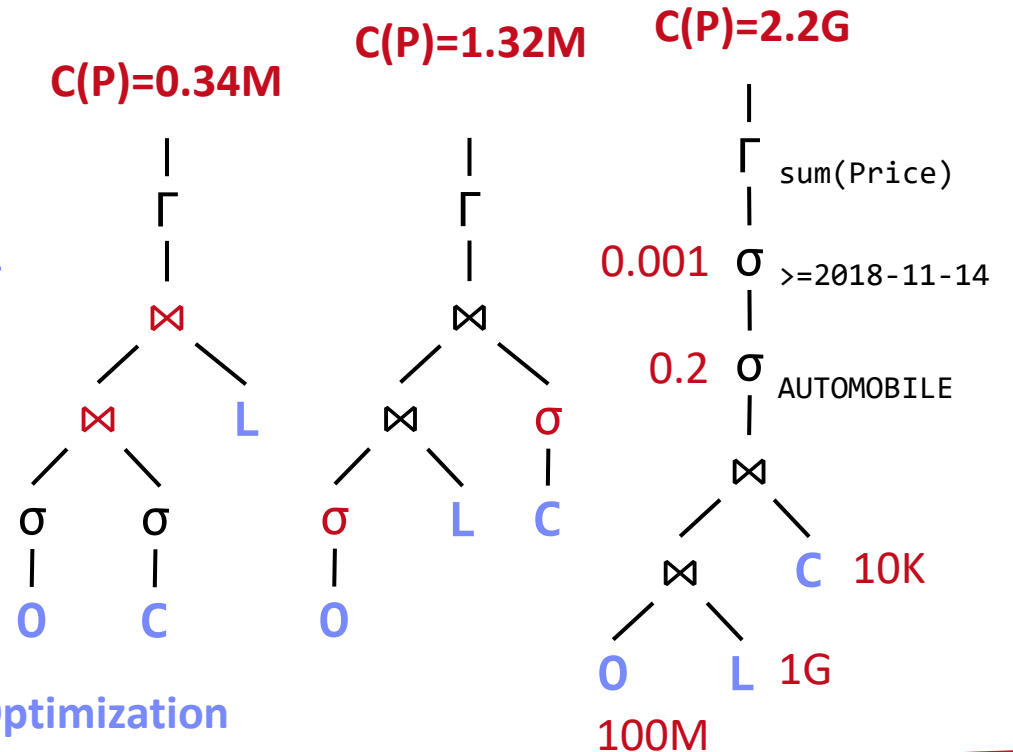 C(P)=0.34M
Γ
⋈
⋈ L
σ σ
O C
C(P)=1.32M
Γ
⋈
⋈ σ
σ L C
O
C(P)=2.2G
Γ sum(Price)
0.001 σ >=2018-11-14
0.2 σ AUTOMOBILE
⋈
⋈ C 10K
O L 1G
100M
ptimization